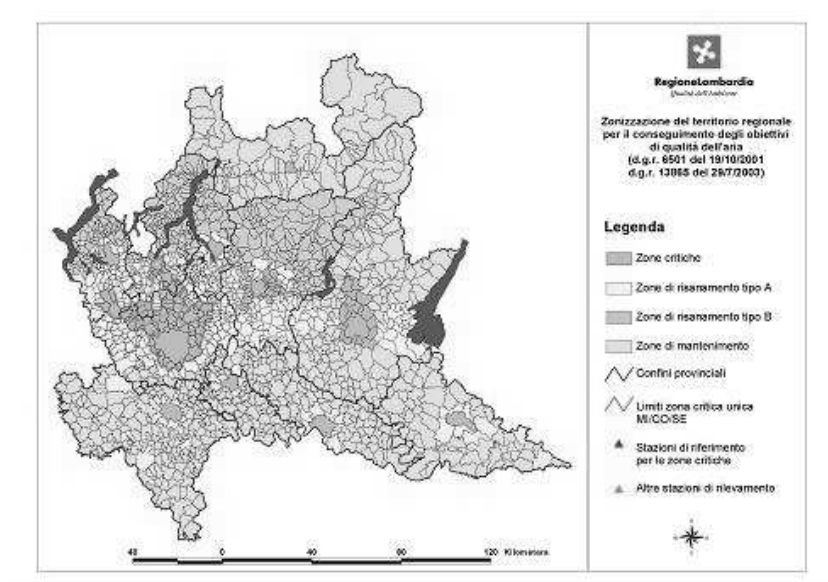 RegioneLombardia
Qualità dell'Ambiente
Zonizzazione del territorio regionale
per il conseguimento degli obiettivi
di qualità dell'aria
(d.g.r. 6501 del 19/10/2001
d.g.r. 13865 del 29/7/2003)
Legenda
Zone critiche
Zone di risanamento tipo A
Zone di risanamento tipo B
Zone di mantenimento
Confini provinciali
Limiti zona critica unica
MI/CO/SE
Stazioni di riferimento
per le zone critiche
Altre stazioni di rilevamento
40 0 40 80 120 Kilometers